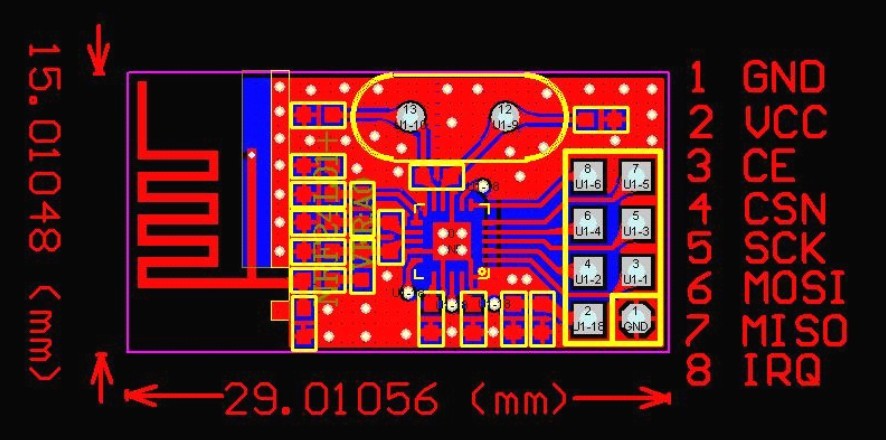 15.01048 (mm)
29.01056 (mm)
1 GND
2 VCC
3 CE
4 CSN
5 SCK
6 MOSI
7 MISO
8 IRQ
13
12
U1-9
8
U1-6
7
U1-5
6
U1-4
5
U1-3
4
U1-2
3
U1-1
2
U1-18
1
GND